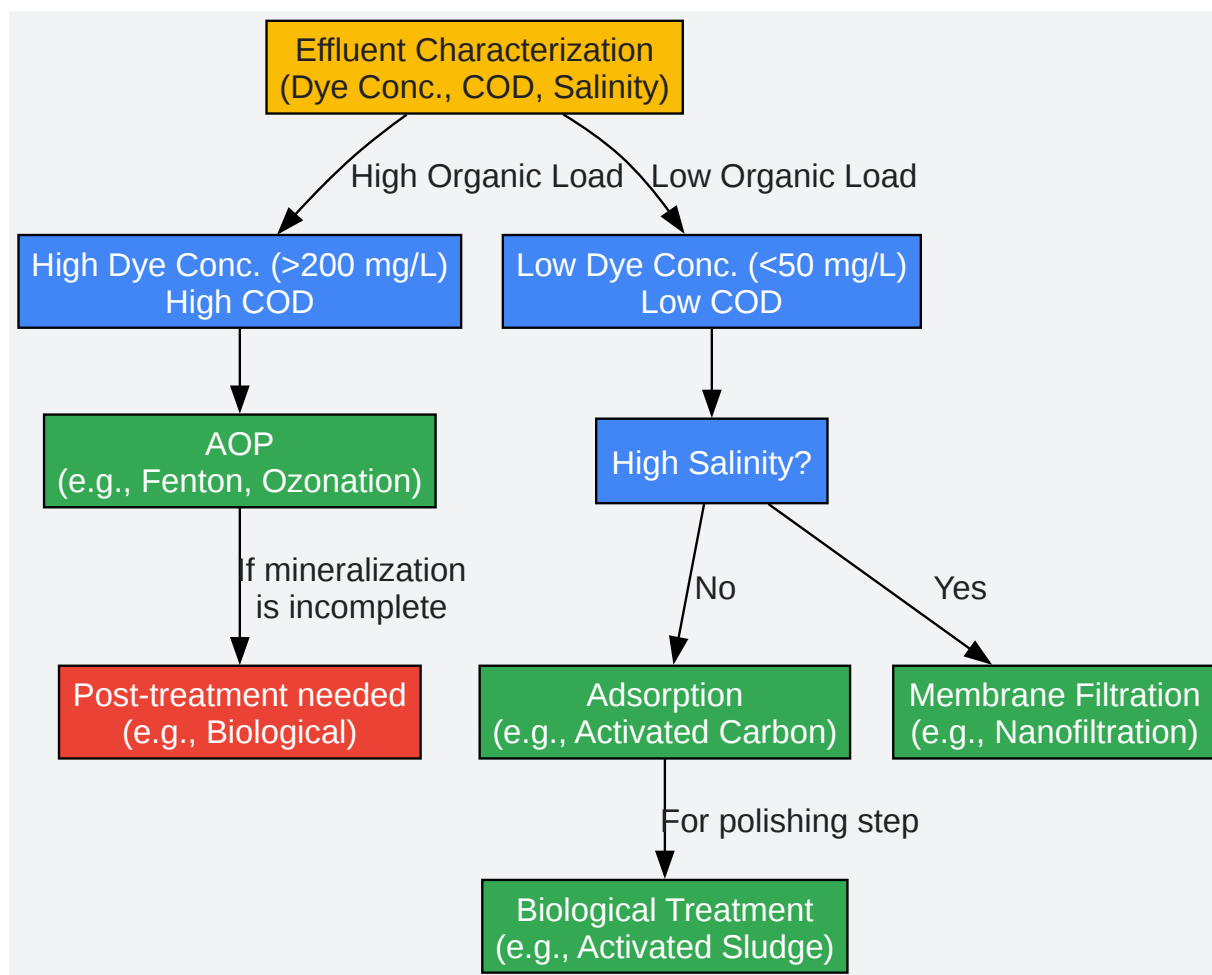 Effluent Characterization
(Dye Conc., COD, Salinity)
High Organic Load
Low Organic Load
High Dye Conc. (>200 mg/L)
High COD
Low Dye Conc. (<50 mg/L)
Low COD
AOP
(e.g., Fenton, Ozonation)
High Salinity?
If mineralization
is incomplete
No
Yes
Post-treatment needed
(e.g., Biological)
Adsorption
(e.g., Activated Carbon)
Membrane Filtration
(e.g., Nanofiltration)
For polishing step
Biological Treatment
(e.g., Activated Sludge)